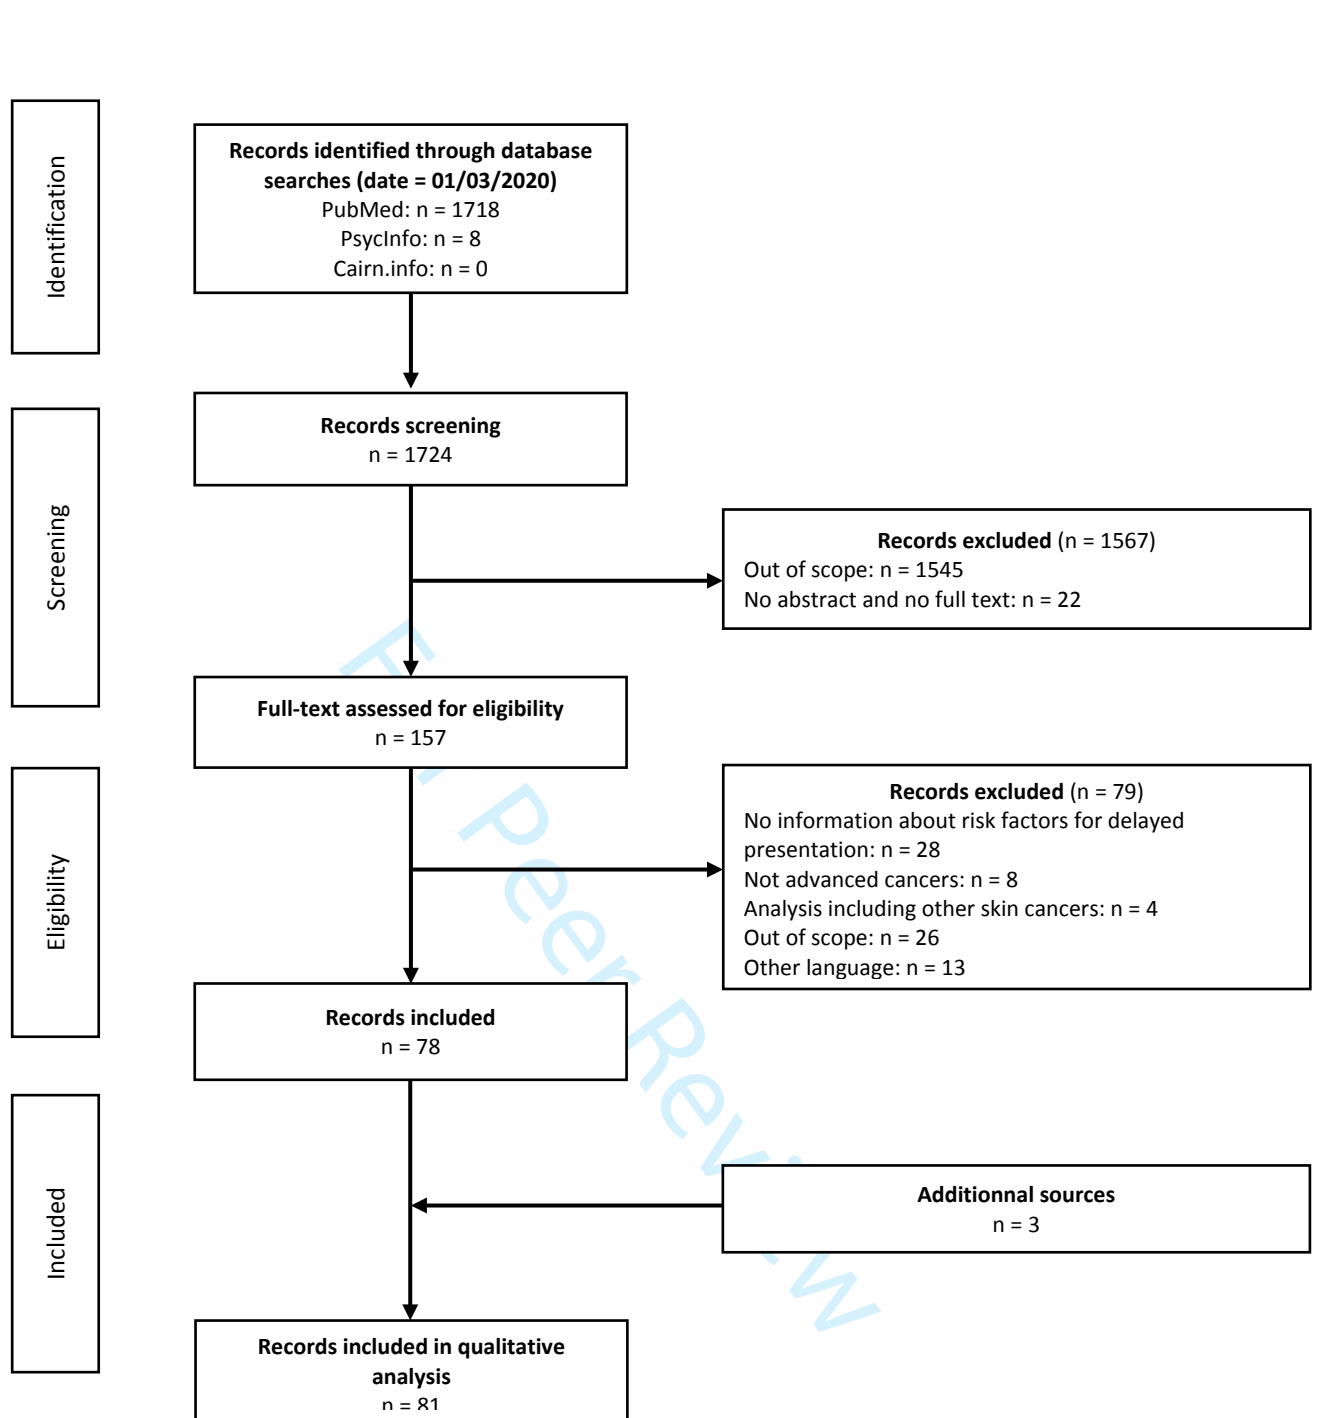 Identification
Records identified through database
searches (date = 01/03/2020)
PubMed: n = 1718
PsycInfo: n = 8
Cairn.info: n = 0
Screening
Records screening
n = 1724
Records excluded (n = 1567)
Out of scope: n = 1545
No abstract and no full text: n = 22
Full-text assessed for eligibility
n = 157
Eligibility
Records excluded (n = 79)
No information about risk factors for delayed
presentation: n = 28
Not advanced cancers: n = 8
Analysis including other skin cancers: n = 4
Out of scope: n = 26
Other language: n = 13
Records included
n = 78
Included
Additionnal sources
n = 3
Records included in qualitative
analysis
n = 81
Peer Review